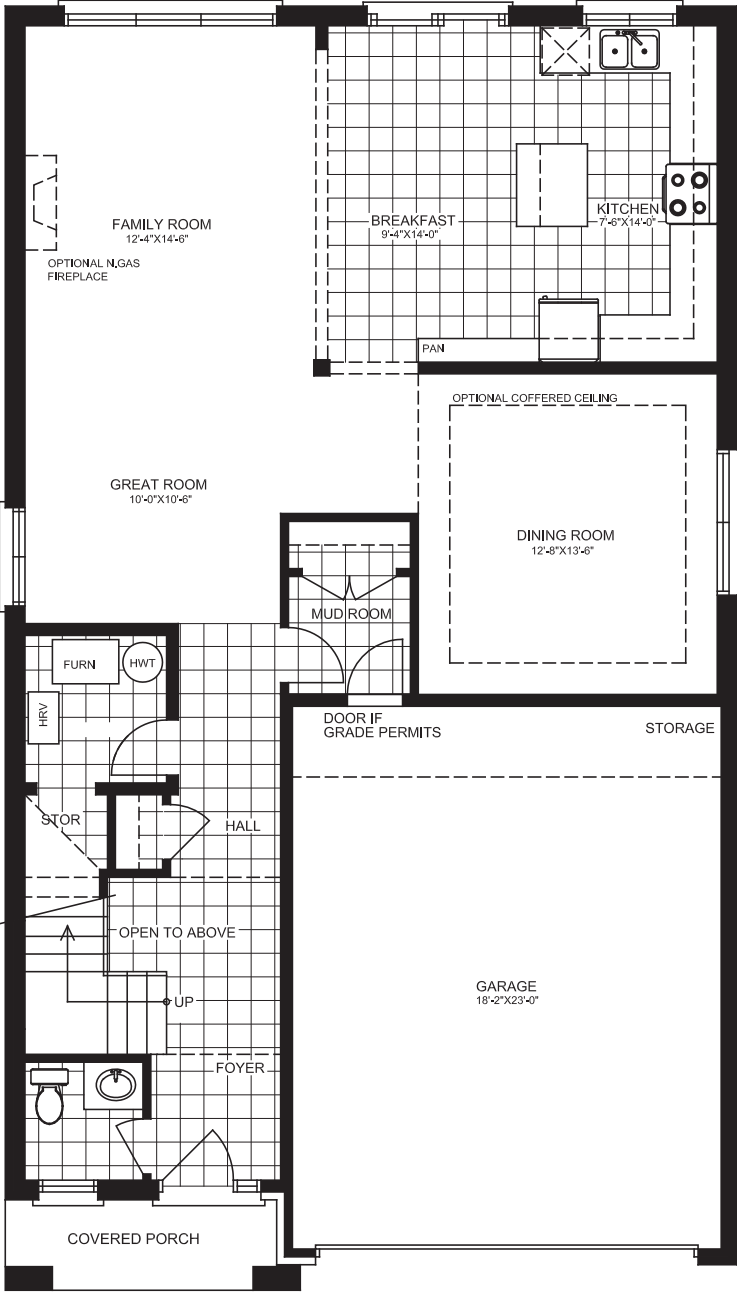 FAMILY ROOM
12'-4"X14'-6"
OPTIONAL N.GAS
FIREPLACE
BREAKFAST
9'-4"X14'-0"
KITCHEN
7'-6"X14'-0"
PAN
OPTIONAL COFFERED CEILING
GREAT ROOM
10'-0"X10'-6"
DINING ROOM
12'-8"X13'-6"
MUD ROOM
FURN
HWT
HRV
DOOR IF
GRADE PERMITS
STORAGE
STOR
HALL
OPEN TO ABOVE
UP
GARAGE
18'-2"X23'-0"
FOYER
COVERED PORCH